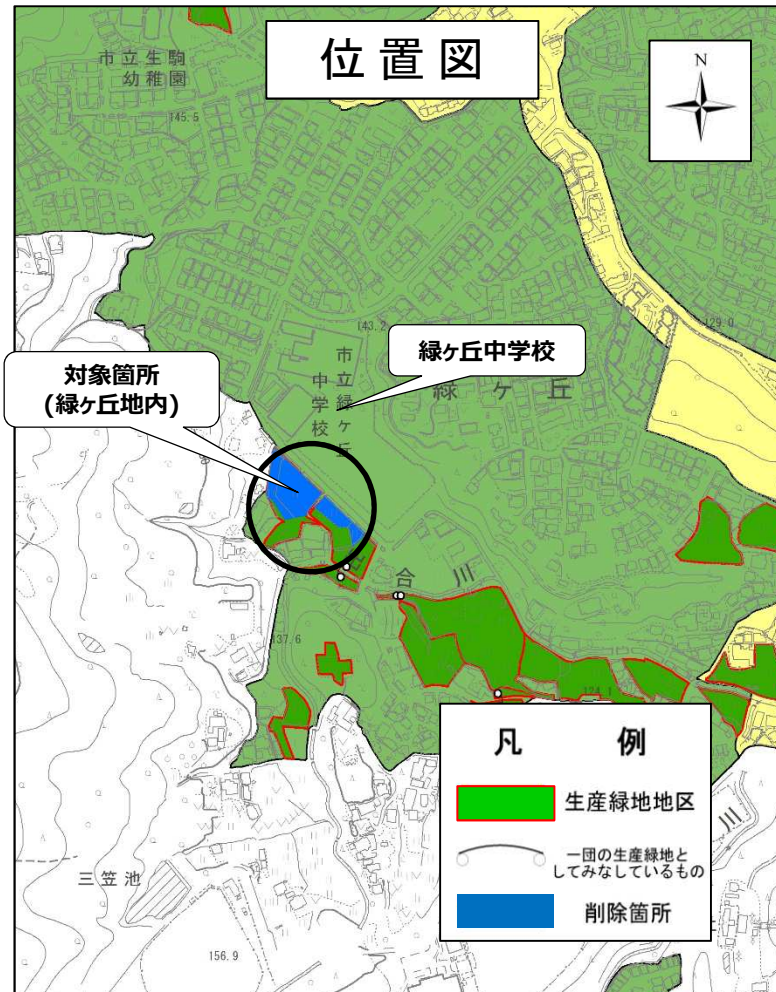 位置図
N
市立生駒
幼稚園
145.5
129.0
143.2
緑ヶ丘中学校
対象箇所
(緑ヶ丘地内)
市立緑ヶ丘
中学校
緑ヶ丘
合川
137.6
124.1
凡例
生産緑地地区
一団の生産緑地と
してみなしているもの
削除箇所
川
三笠池
156.9